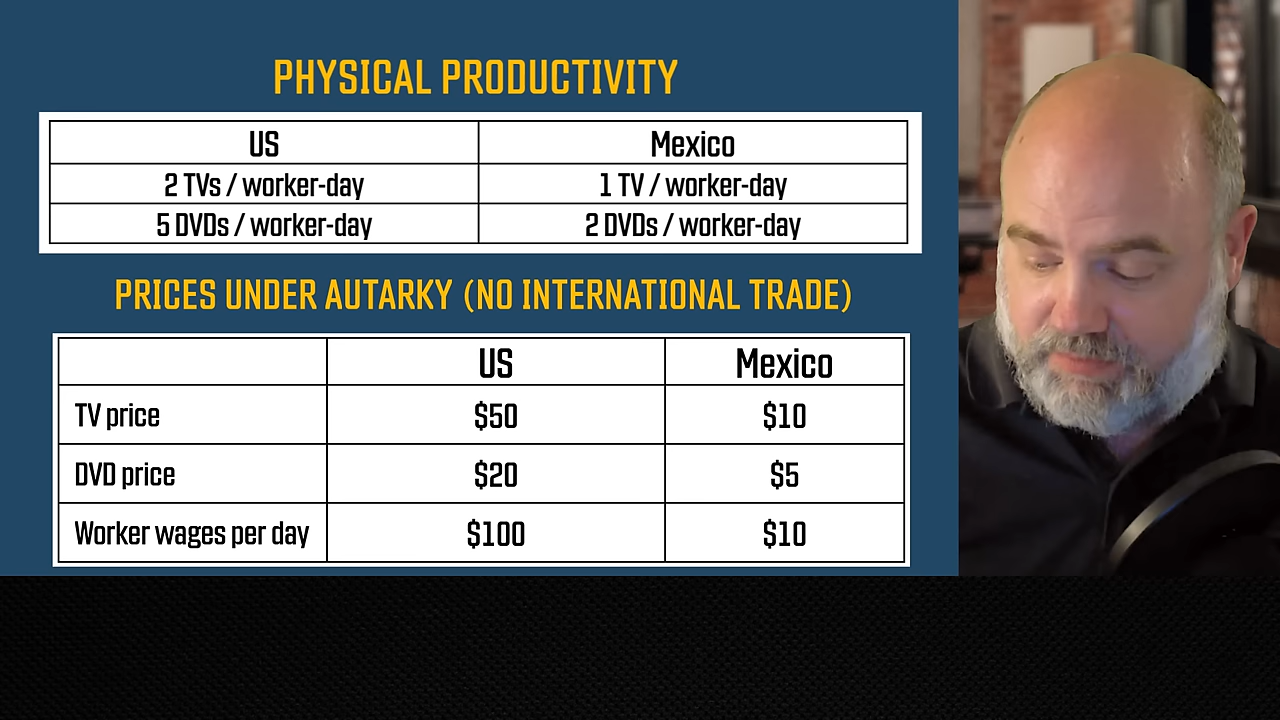 PHYSICAL PRODUCTIVITY
US Mexico
2 TVs / worker-day 1 TV / worker-day
5 DVDs / worker-day 2 DVDs / worker-day
PRICES UNDER AUTARKY (NO INTERNATIONAL TRADE)
US Mexico
TV price $50 $10
DVD price $20 $5
Worker wages per day $100 $10